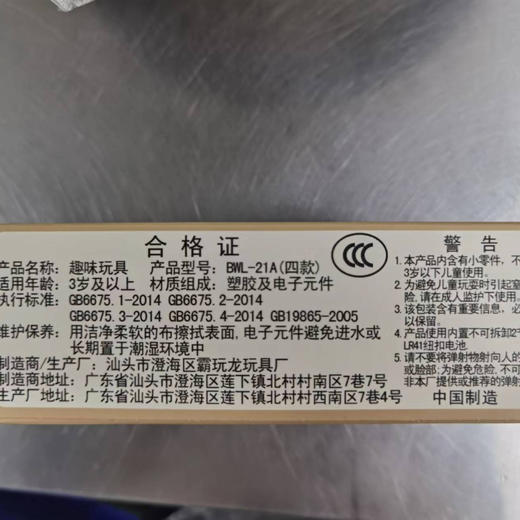 合格证
产品名称：趣味玩具 产品型号：BWL-21A(四款)
适用年龄：3岁及以上 材质组成：塑胶及电子元件
执行标准：GB6675.1-2014 GB6675.2-2014
GB6675.3-2014 GB6675.4-2014 GB19865-2005
维护保养：用洁净柔软的布擦拭表面,电子元件避免进水或
长期置于潮湿环境中
制造商/生产厂：汕头市澄海区霸玩龙玩具厂
制造商地址：广东省汕头市澄海区莲下镇北村村南区7巷7号
生产厂地址：广东省汕头市澄海区莲下镇北村村西南区7巷4号
CCC
警告
1. 本产品内含有小零件，不
3岁以下儿童使用。
2. 为避免儿童玩耍时引起
险，请在成人监护下使用。
3. 该包装含有重要信息，必
以保留。
4. 产品使用内置不可拆卸2
LR41纽扣电池。
5. 请不要将弹射物射向人的
或脸部;为避免危险,不可
非本厂提供或推荐的弹射
中国制造